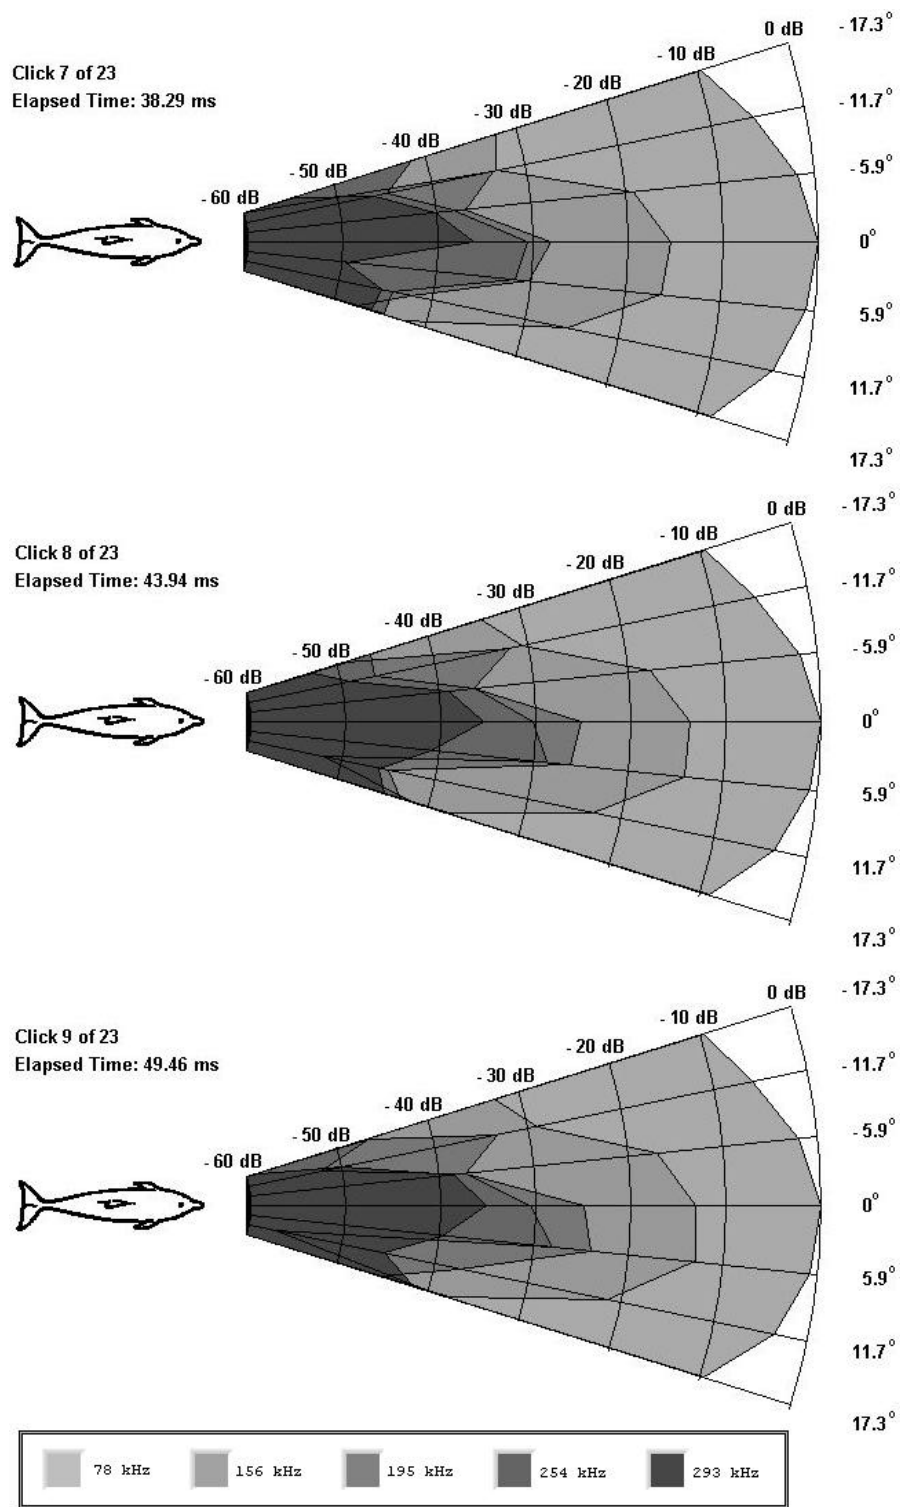 0 dB
- 17.3°
- 10 dB
Click 7 of 23
- 20 dB
- 11.7°
Elapsed Time: 38.29 ms
- 30 dB
- 40 dB
- 5.9°
- 50 dB
- 60 dB
0°
5.9°
11.7°
17.3°
0 dB
- 17.3°
- 10 dB
Click 8 of 23
- 20 dB
- 11.7°
Elapsed Time: 43.94 ms
- 30 dB
- 40 dB
- 5.9°
- 50 dB
- 60 dB
0°
5.9°
11.7°
17.3°
0 dB
- 17.3°
- 10 dB
Click 9 of 23
- 20 dB
- 11.7°
Elapsed Time: 49.46 ms
- 30 dB
- 40 dB
- 5.9°
- 50 dB
- 60 dB
0°
5.9°
11.7°
17.3°
78 kHz 156 kHz 195 kHz 254 kHz 293 kHz